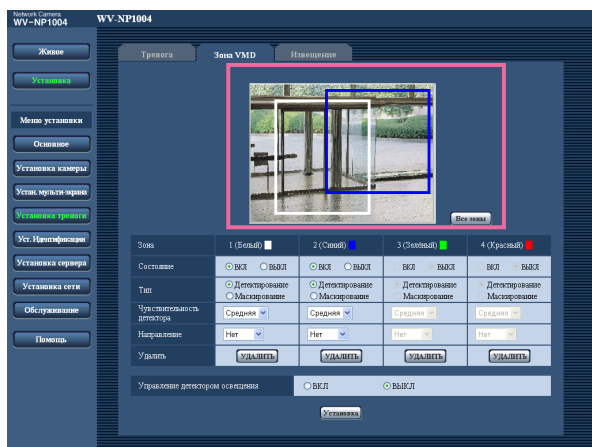 Network Camera
WV-NP1004
WV-NP1004
Живое
Установка
Меню установки
Основное
Установка камеры
Устан. мульти-экрана
Установка тревоги
Уст. Идентификации
Установка сервера
Установка сети
Обслуживание
Помощь
Тревога Зона VMD Извещение
Все зоны
Зона 1 (Белый) 2 (Синий) 3 (Зелёный) 4 (Красный)
Состояние ВКЛ ВЫКЛ ВКЛ ВЫКЛ ВКЛ ВЫКЛ ВКЛ ВЫКЛ
Тип Детектирование Детектирование Детектирование Детектирование
Маскирование Маскирование Маскирование Маскирование
Чувствительность Средняя Средняя Средняя Средняя
детектора
Направление Нет Нет Нет Нет
Удалить УДАЛИТЬ УДАЛИТЬ УДАЛИТЬ УДАЛИТЬ
Управление детектором освещения ВКЛ ВЫКЛ
Установка